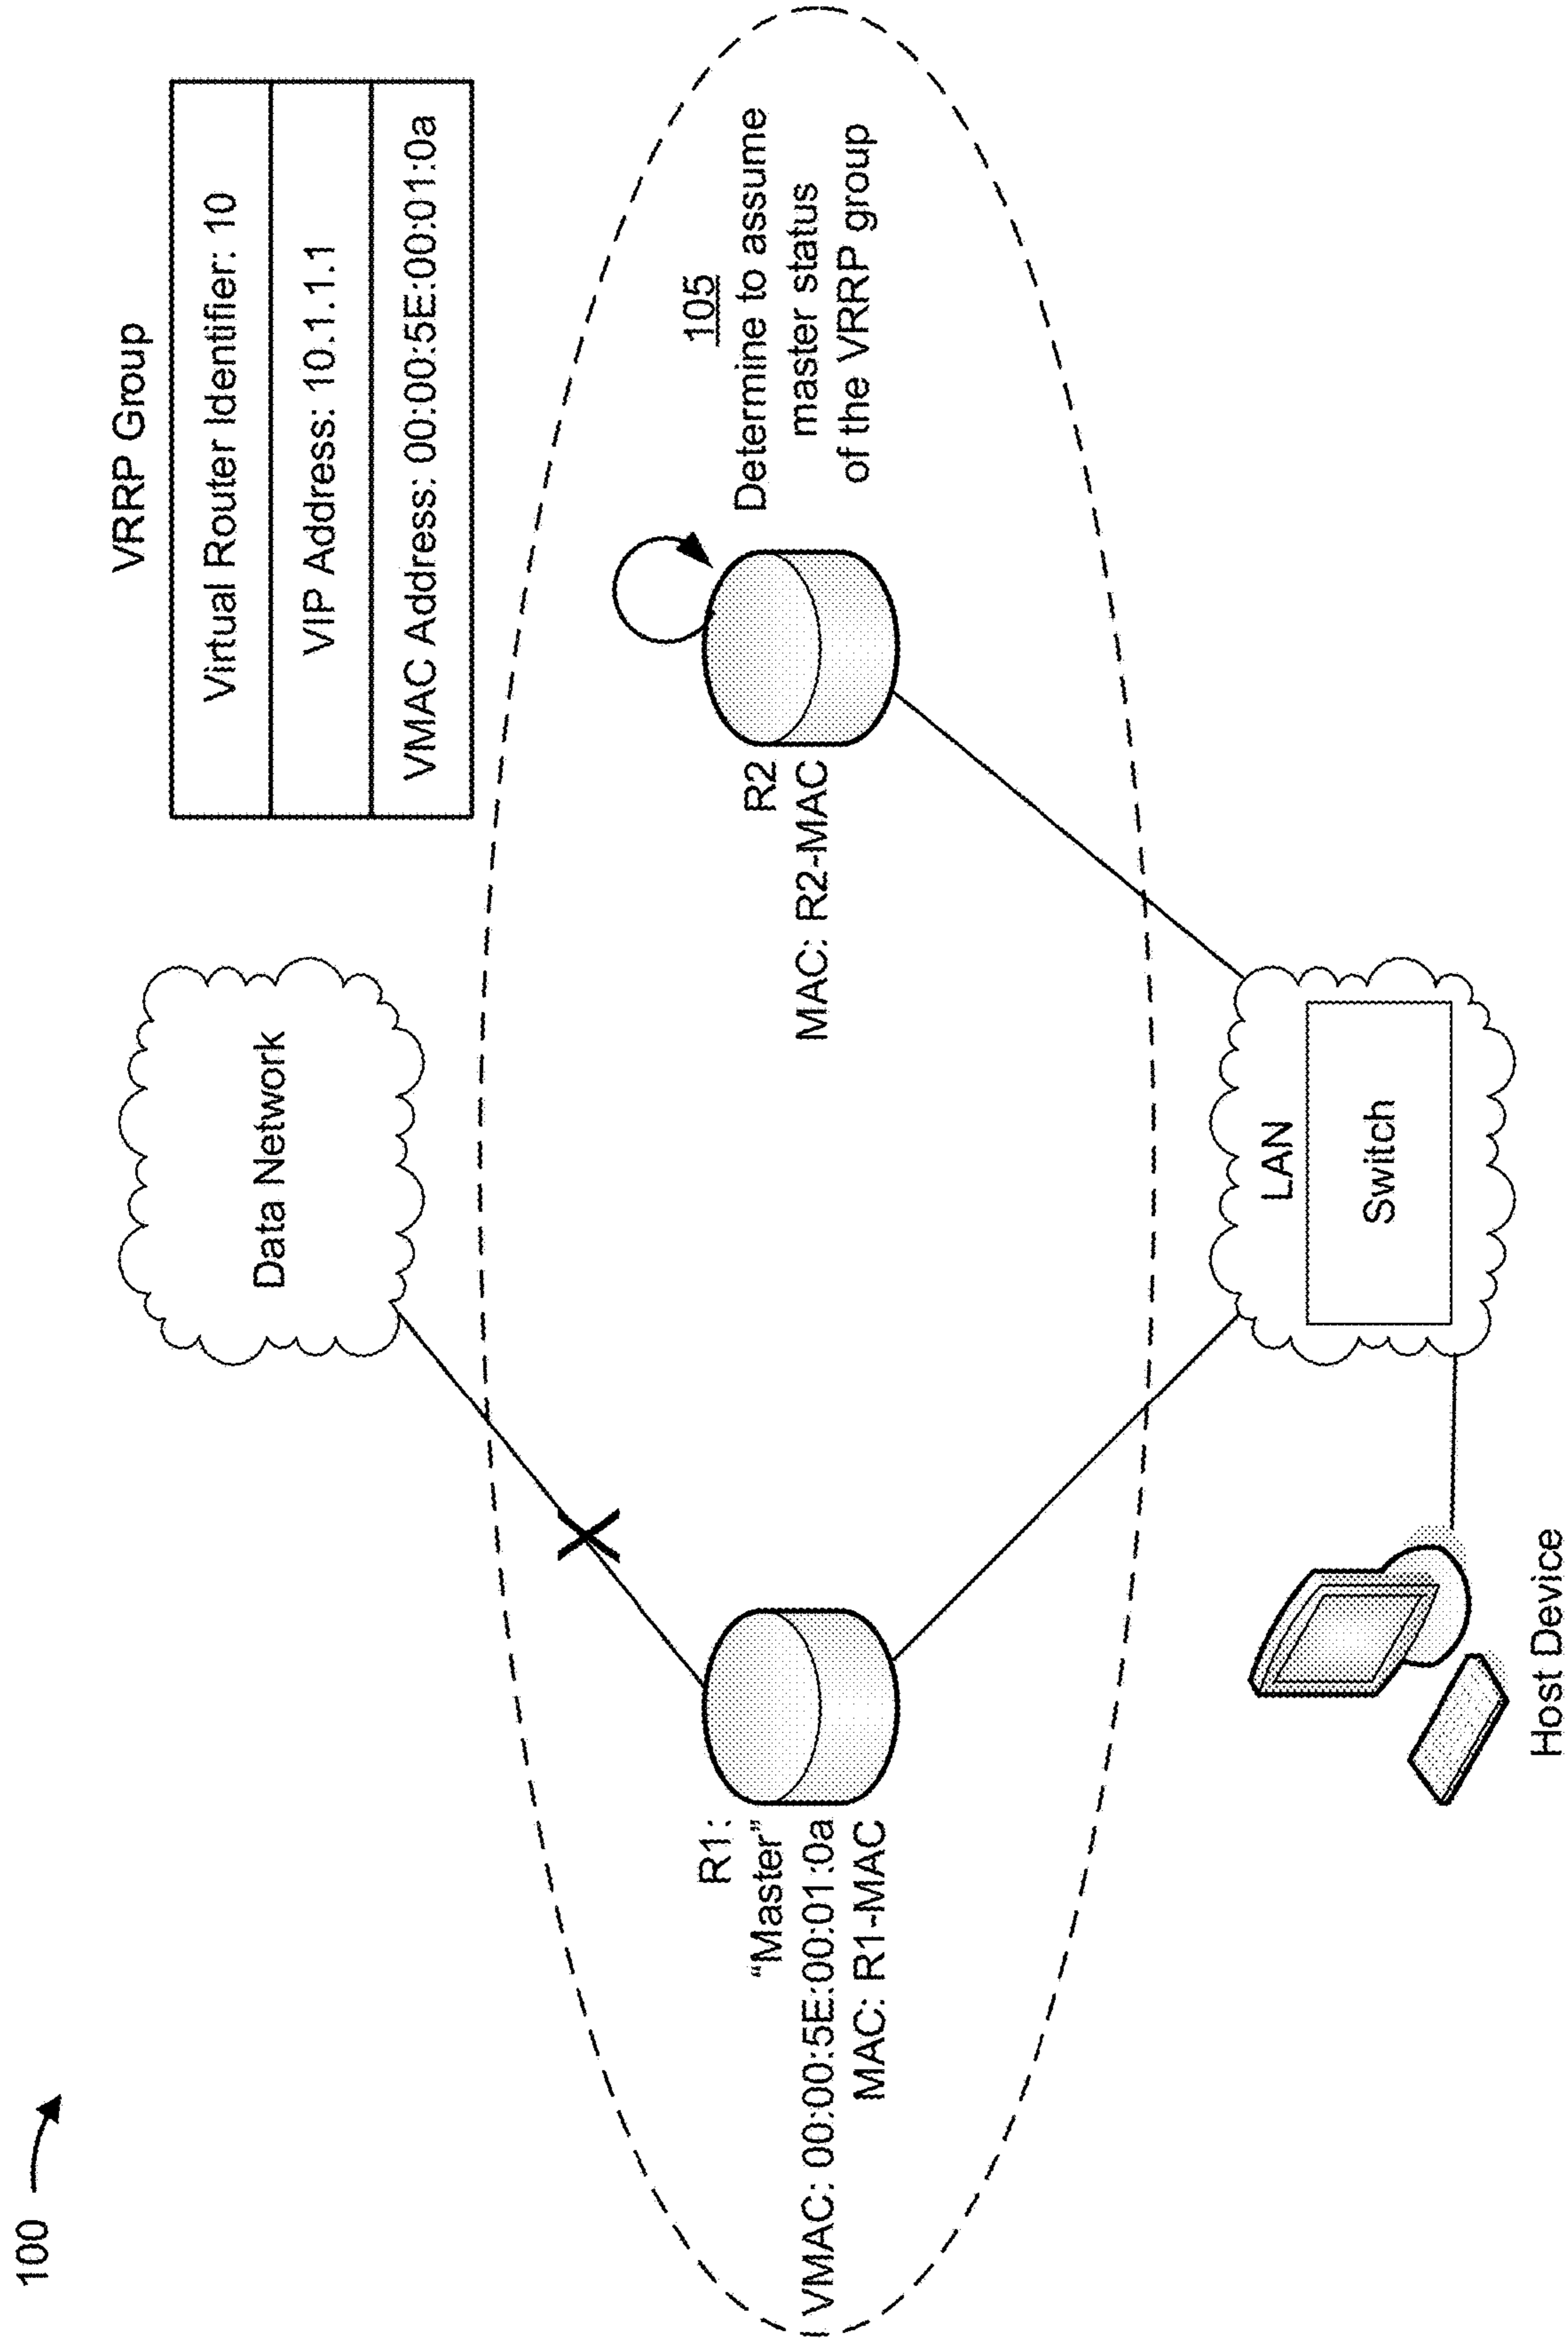 100
VRRP Group
Virtual Router Identifier: 10
VIP Address: 10.1.1.1
VMAC Address: 00:00:5E:00:01:0a
Data Network
R1:
“Master”
VMAC: 00:00:5E:00:01:0a
MAC: R1-MAC
R2
MAC: R2-MAC
105
Determine to assume
master status
of the VRRP group
LAN
Switch
Host Device